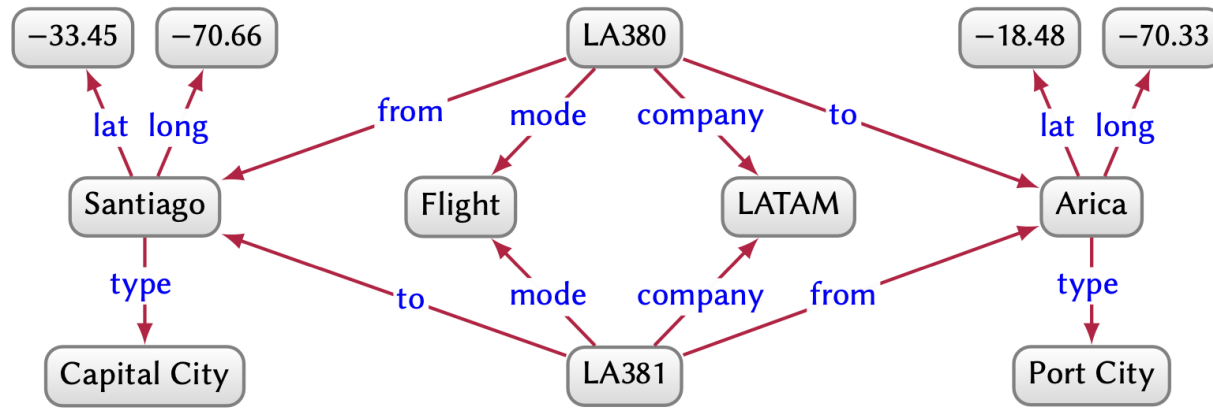 −33.45 −70.66 LA380 −18.48 −70.33
from mode company to
lat long lat long
Santiago Flight LATAM Arica
type to mode company from type
Capital City LA381 Port City